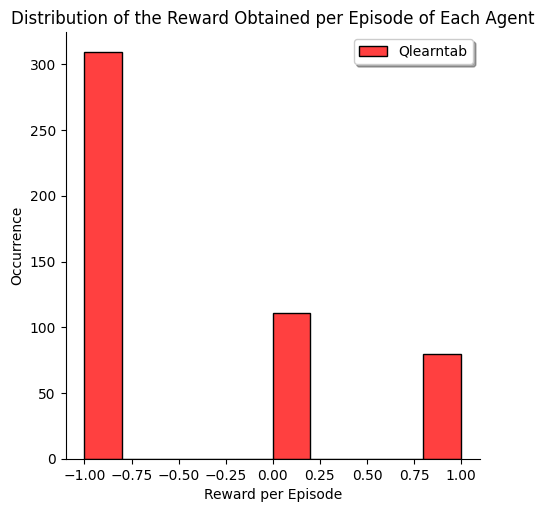 Distribution of the Reward Obtained per Episode of Each Agent
Qlearntab
300
250
200
150
100
50
0
Occurrence
−1.00 −0.75 −0.50 −0.25 0.00 0.25 0.50 0.75 1.00
Reward per Episode